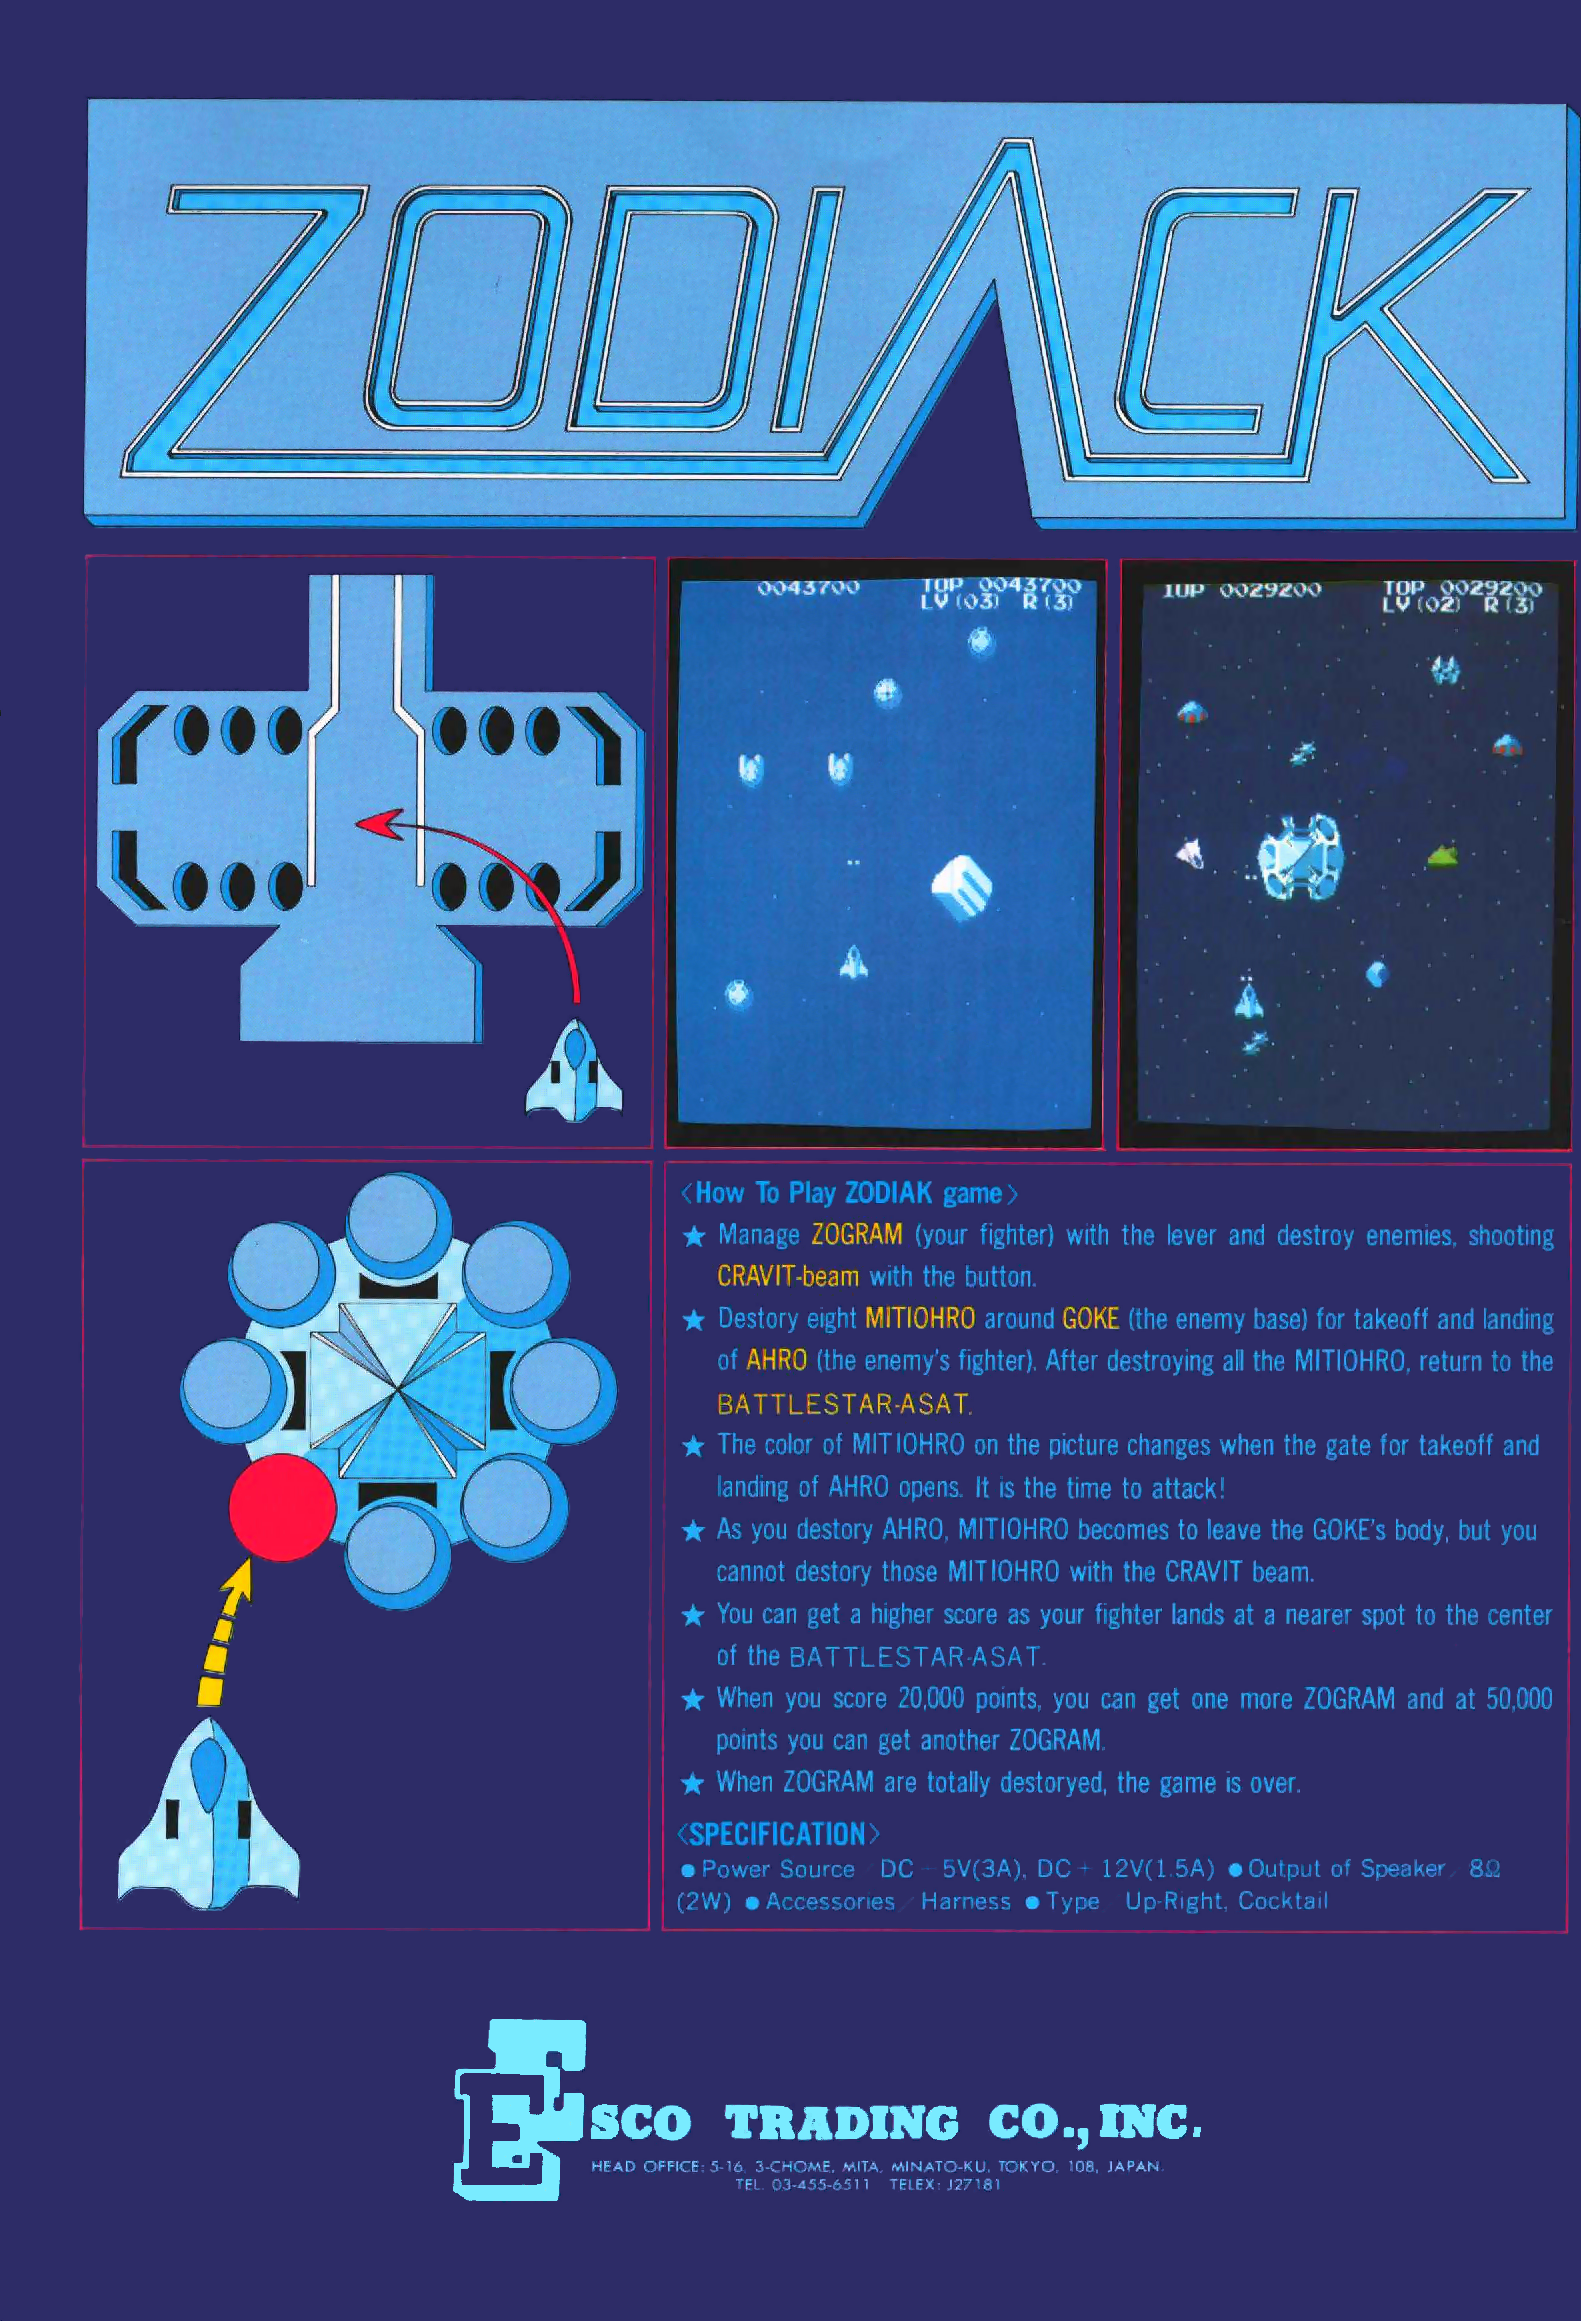 ZODIACK
0043700 TOP 0043700
LV(03) R(3)
1UP 0029200 TOP 0029200
LV(02) R(3)
<How To Play ZODIAK game>
★ Manage ZOGRAM (your fighter) with the lever and destroy enemies, shooting
CRAVIT-beam with the button.
★ Destory eight MITIOHRO around GOKE (the enemy base) for takeoff and landing
of AHRO (the enemy's fighter). After destroying all the MITIOHRO, return to the
BATTLESTAR-ASAT.
★ The color of MITIOHRO on the picture changes when the gate for takeoff and
landing of AHRO opens. It is the time to attack!
★ As you destory AHRO, MITIOHRO becomes to leave the GOKE's body, but you
cannot destory those MITIOHRO with the CRAVIT beam.
★ You can get a higher score as your fighter lands at a nearer spot to the center
of the BATTLESTAR-ASAT.
★ When you score 20,000 points, you can get one more ZOGRAM and at 50,000
points you can get another ZOGRAM.
★ When ZOGRAM are totally destoryed, the game is over.
<SPECIFICATION>
● Power Source DC - 5V(3A), DC + 12V(1.5A) ● Output of Speaker / 8Ω
(2W) ● Accessories / Harness ● Type Up-Right, Cocktail
ESCO TRADING CO., INC.
HEAD OFFICE: 5-16, 3-CHOME, MITA, MINATO-KU, TOKYO, 108, JAPAN.
TEL. 03-455-6511 TELEX: J27181